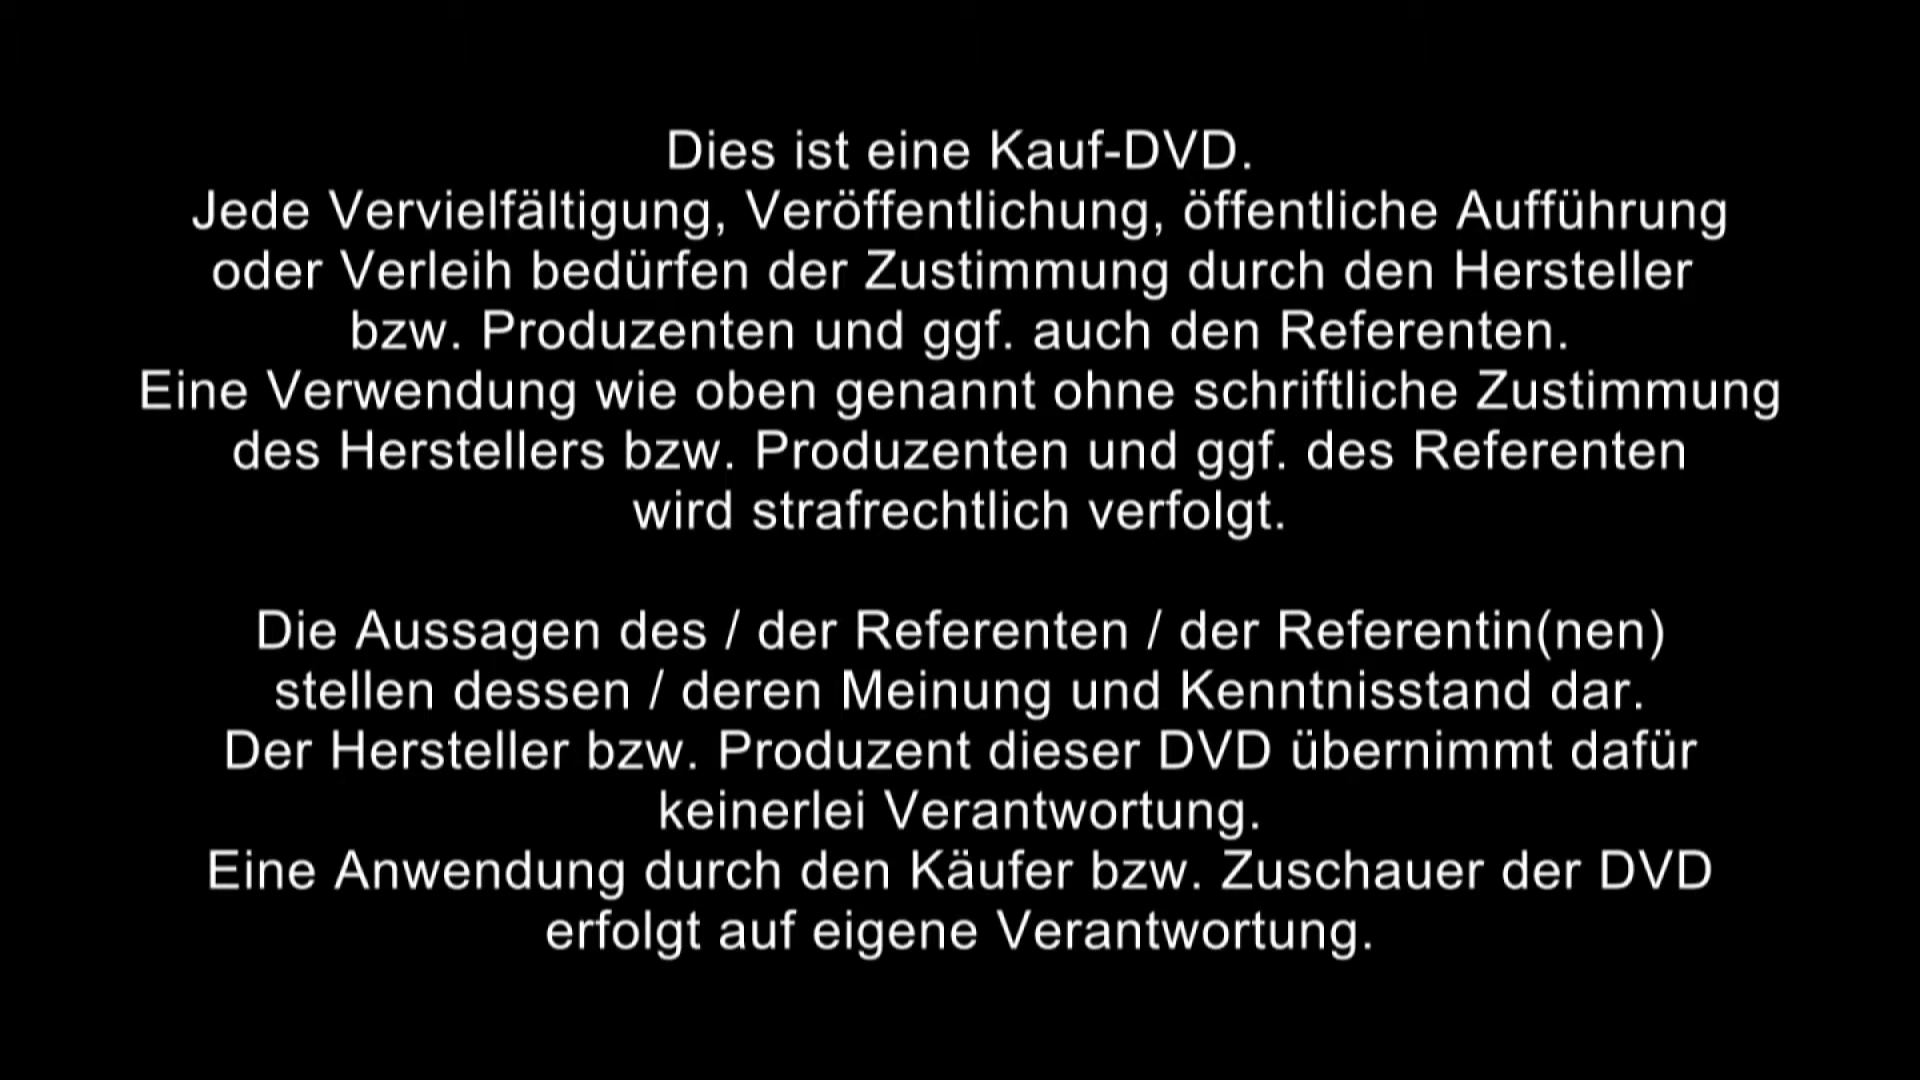 Dies ist eine Kauf-DVD.
Jede Vervielfältigung, Veröffentlichung, öffentliche Aufführung
oder Verleih bedürfen der Zustimmung durch den Hersteller
bzw. Produzenten und ggf. auch den Referenten.
Eine Verwendung wie oben genannt ohne schriftliche Zustimmung
des Herstellers bzw. Produzenten und ggf. des Referenten
wird strafrechtlich verfolgt.
Die Aussagen des / der Referenten / der Referentin(nen)
stellen dessen / deren Meinung und Kenntnisstand dar.
Der Hersteller bzw. Produzent dieser DVD übernimmt dafür
keinerlei Verantwortung.
Eine Anwendung durch den Käufer bzw. Zuschauer der DVD
erfolgt auf eigene Verantwortung.